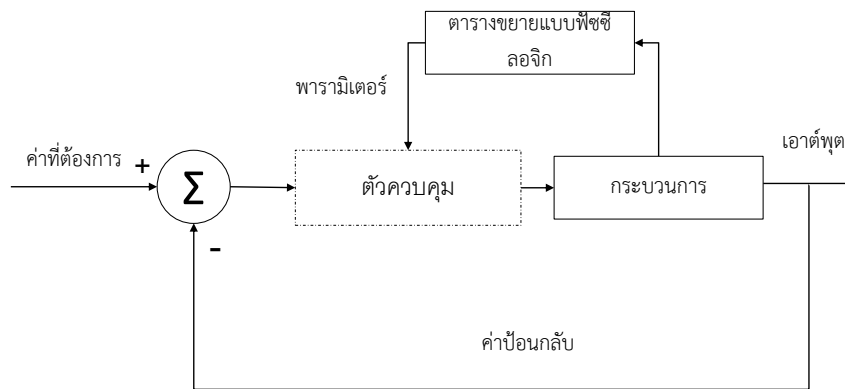 ตารางขยายแบบฟัซซี
ลอจิก
พารามิเตอร์
เอาต์พุต
ค่าที่ต้องการ
+
Σ
ตัวควบคุม
กระบวนการ
-
ค่าป้อนกลับ